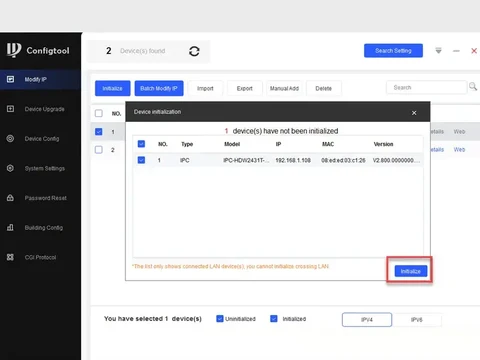 Configtool
2 Device(s) found
Search Setting
Modify IP
Device Upgrade
Device Config
System Settings
Password Reset
Building Config
CGI Protocol
Initialize Batch Modify IP Import Export Manual Add Delete Search
NO.
1 etails Web
2 etails Web
Device initialization
1 device(s) have not been initialized
NO. Type Model IP MAC Version
1 IPC IPC-HDW2431T-... 192.168.1.108 08:ed:ed:03:c1:26 V2.800.0000000....
*The list only shows connected LAN device(s), you cannot initialize crossing LAN.
Initialize
You have selected 1 device(s) Uninitialized Initialized IPV4 IPV6